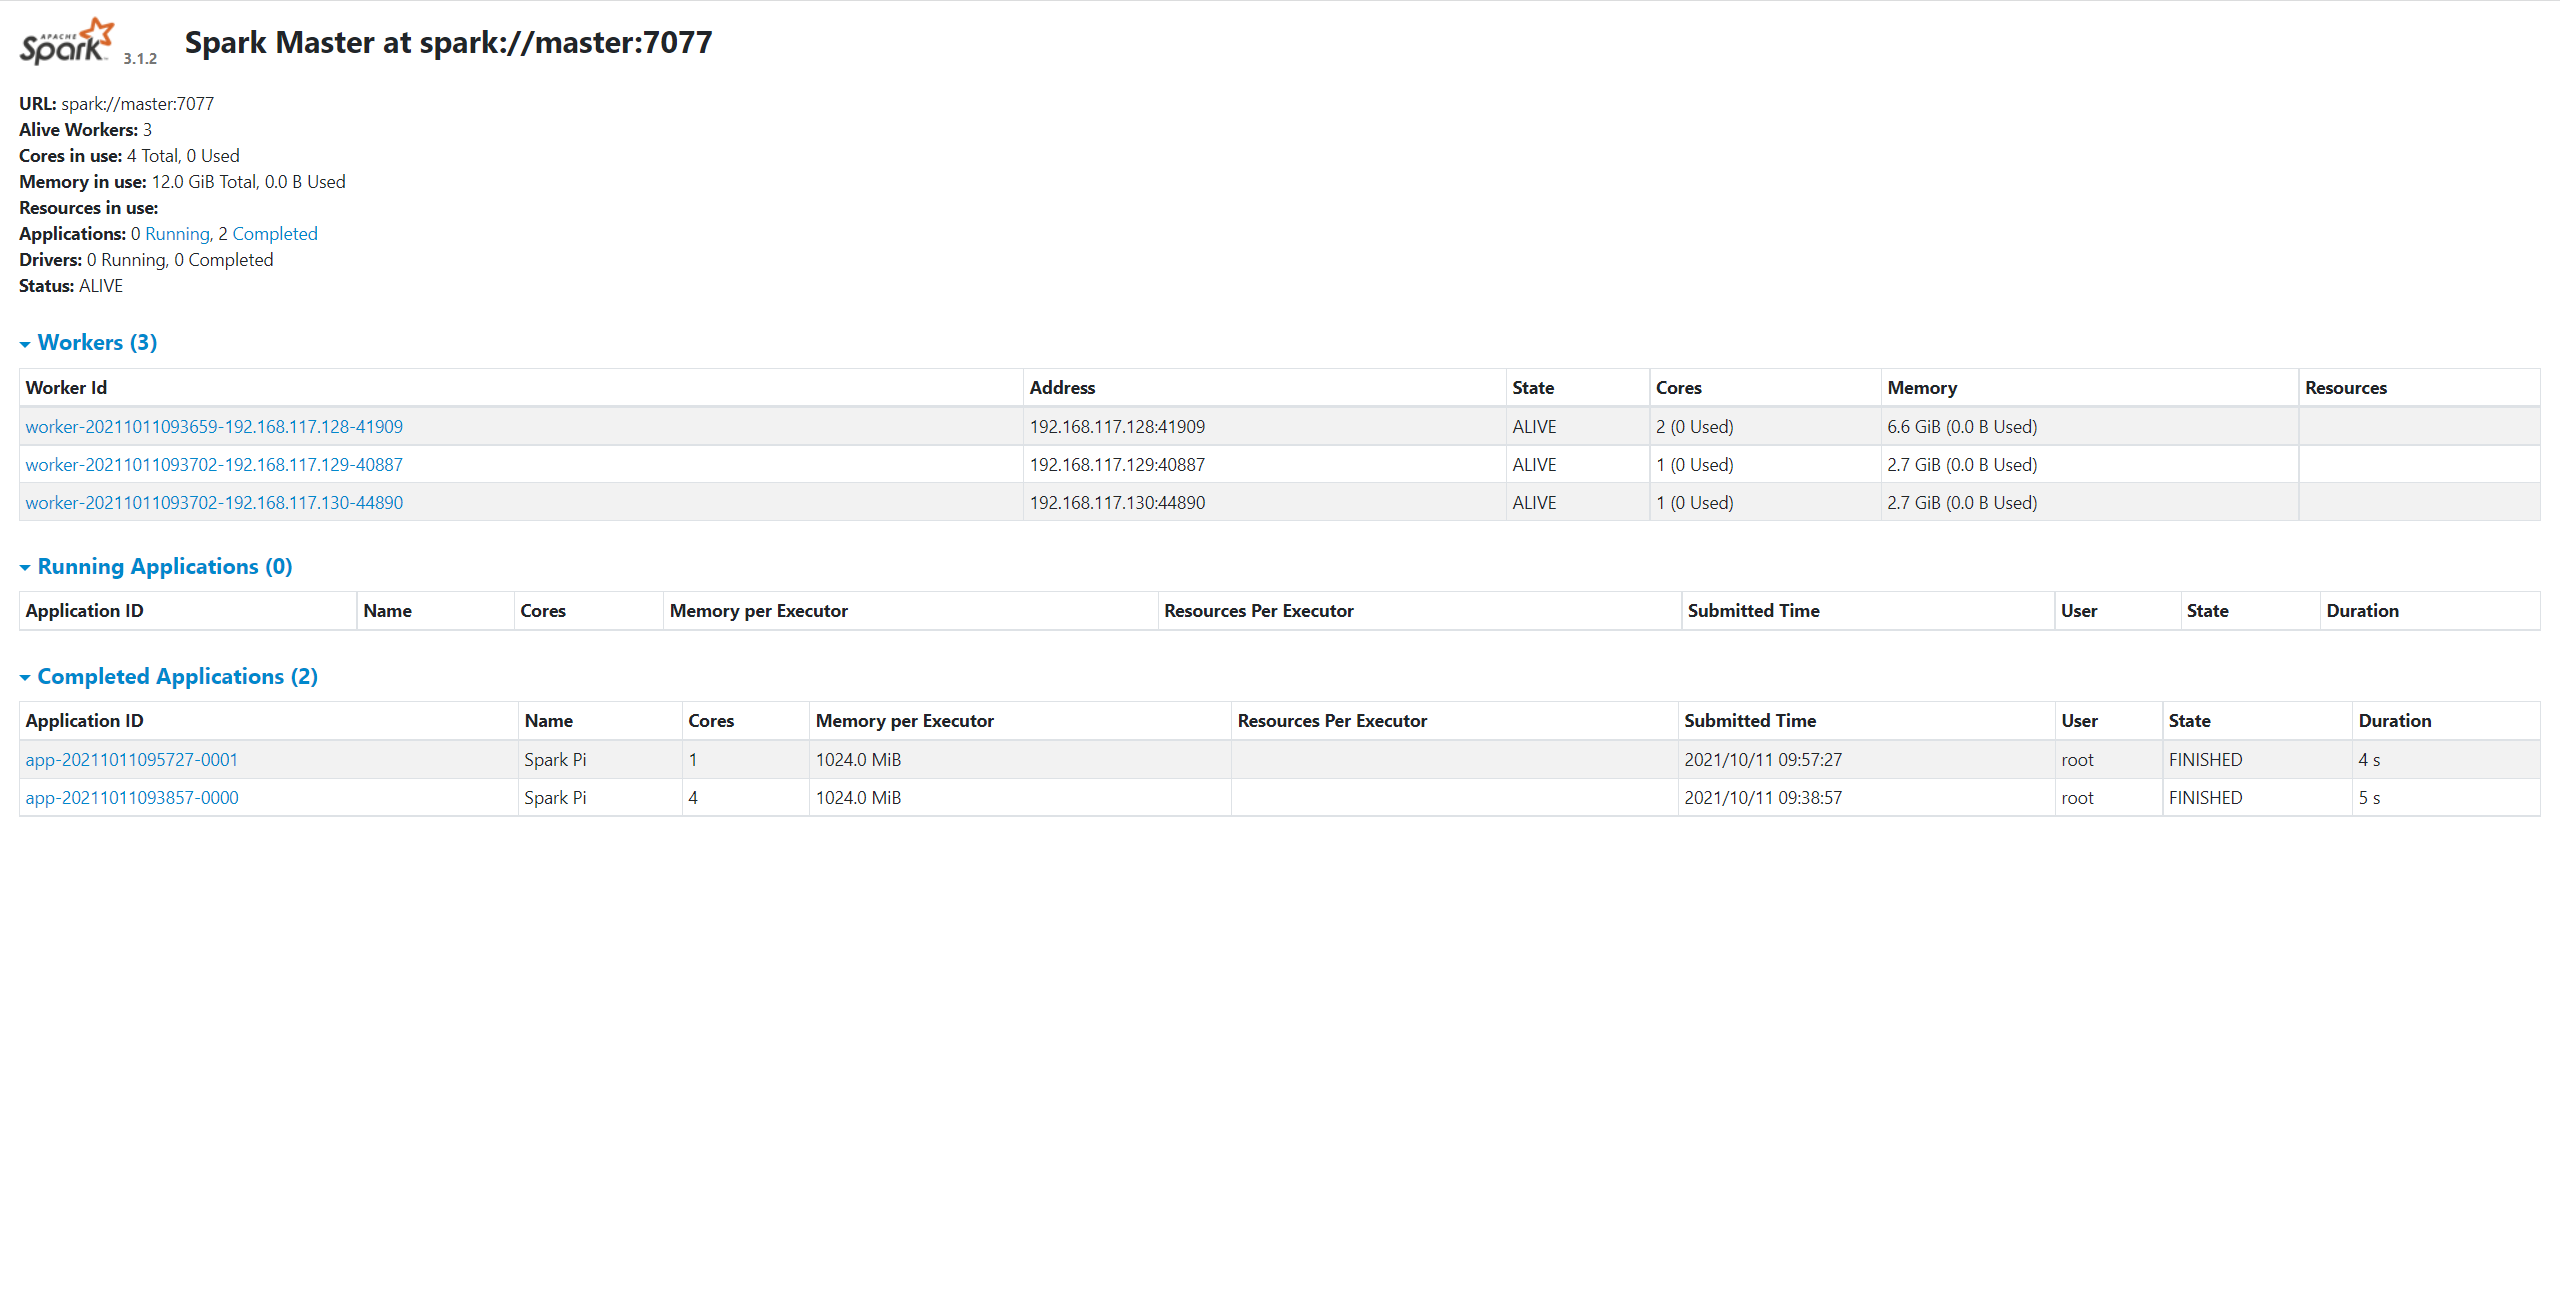 APACHE
Spark 3.1.2 Spark Master at spark://master:7077
URL: spark://master:7077
Alive Workers: 3
Cores in use: 4 Total, 0 Used
Memory in use: 12.0 GiB Total, 0.0 B Used
Resources in use:
Applications: 0 Running, 2 Completed
Drivers: 0 Running, 0 Completed
Status: ALIVE
Workers (3)
Worker Id Address State Cores Memory Resources
worker-20211011093659-192.168.117.128-41909 192.168.117.128:41909 ALIVE 2 (0 Used) 6.6 GiB (0.0 B Used)
worker-20211011093702-192.168.117.129-40887 192.168.117.129:40887 ALIVE 1 (0 Used) 2.7 GiB (0.0 B Used)
worker-20211011093702-192.168.117.130-44890 192.168.117.130:44890 ALIVE 1 (0 Used) 2.7 GiB (0.0 B Used)
Running Applications (0)
Application ID Name Cores Memory per Executor Resources Per Executor Submitted Time User State Duration
Completed Applications (2)
Application ID Name Cores Memory per Executor Resources Per Executor Submitted Time User State Duration
app-20211011095727-0001 Spark Pi 1 1024.0 MiB 2021/10/11 09:57:27 root FINISHED 4 s
app-20211011093857-0000 Spark Pi 4 1024.0 MiB 2021/10/11 09:38:57 root FINISHED 5 s